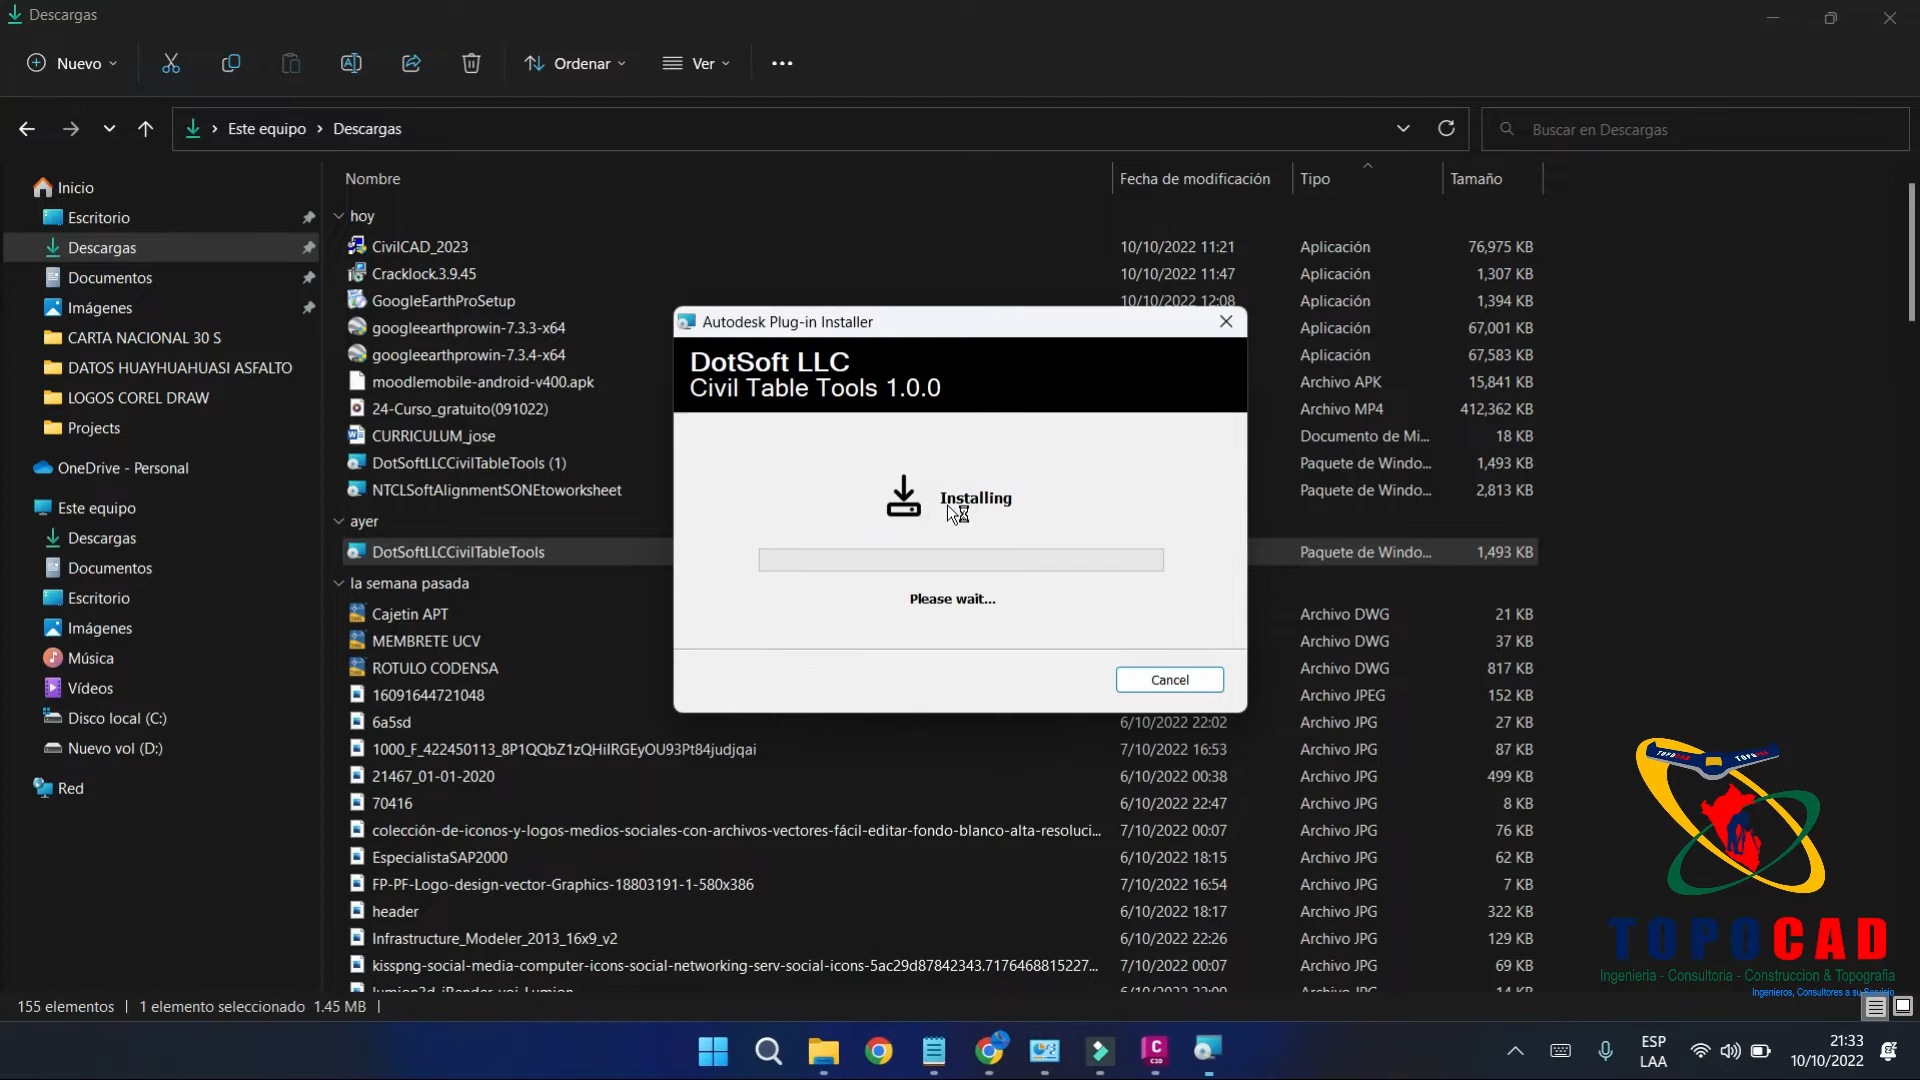 Descargas
Nuevo
Ordenar
Ver
Este equipo > Descargas
Buscar en Descargas
Inicio
Escritorio
Descargas
Documentos
Imágenes
CARTA NACIONAL 30 S
DATOS HUAYHUAHUASI ASFALTO
LOGOS COREL DRAW
Projects
OneDrive - Personal
Este equipo
Descargas
Documentos
Escritorio
Imágenes
Música
Vídeos
Disco local (C:)
Nuevo vol (D:)
Red
Nombre Fecha de modificación Tipo Tamaño
hoy
CivilCAD_2023 10/10/2022 11:21 Aplicación 76,975 KB
Cracklock.3.9.45 10/10/2022 11:47 Aplicación 1,307 KB
GoogleEarthProSetup 10/10/2022 12:08 Aplicación 1,394 KB
googleearthprowin-7.3.3-x64 Aplicación 67,001 KB
googleearthprowin-7.3.4-x64 Aplicación 67,583 KB
moodlemobile-android-v400.apk Archivo APK 15,841 KB
24-Curso_gratuito(091022) Archivo MP4 412,362 KB
CURRICULUM_jose Documento de Mi... 18 KB
DotSoftLLCCivilTableTools (1) Paquete de Windo... 1,493 KB
NTCLSoftAlignmentSONEtoworksheet Paquete de Windo... 2,813 KB
ayer
DotSoftLLCCivilTableTools Paquete de Windo... 1,493 KB
la semana pasada
Cajetin APT Archivo DWG 21 KB
MEMBRETE UCV Archivo DWG 37 KB
ROTULO CODENSA Archivo DWG 817 KB
16091644721048 Archivo JPEG 152 KB
6a5sd 6/10/2022 22:02 Archivo JPG 27 KB
1000_F_422450113_8P1QQbZ1zQHiIRGEyOU93Pt84judjqai 7/10/2022 16:53 Archivo JPG 87 KB
21467_01-01-2020 6/10/2022 00:38 Archivo JPG 499 KB
70416 6/10/2022 22:47 Archivo JPG 8 KB
colección-de-iconos-y-logos-medios-sociales-con-archivos-vectores-fácil-editar-fondo-blanco-alta-resoluci... 7/10/2022 00:07 Archivo JPG 76 KB
EspecialistaSAP2000 6/10/2022 18:15 Archivo JPG 62 KB
FP-PF-Logo-design-vector-Graphics-18803191-1-580x386 7/10/2022 16:54 Archivo JPG 7 KB
header 6/10/2022 18:17 Archivo JPG 322 KB
Infrastructure_Modeler_2013_16x9_v2 6/10/2022 22:26 Archivo JPG 129 KB
kisspng-social-media-computer-icons-social-networking-serv-social-icons-5ac29d87842343.7176468815227... 7/10/2022 00:07 Archivo JPG 69 KB
Autodesk Plug-in Installer
DotSoft LLC
Civil Table Tools 1.0.0
Installing
Please wait...
Cancel
TOPOCAD
Ingenieria - Consultoria - Construccion & Topografia
Ingenieros, Consultores a su Servicio
155 elementos | 1 elemento seleccionado 1.45 MB |
ESP
LAA
21:33
10/10/2022